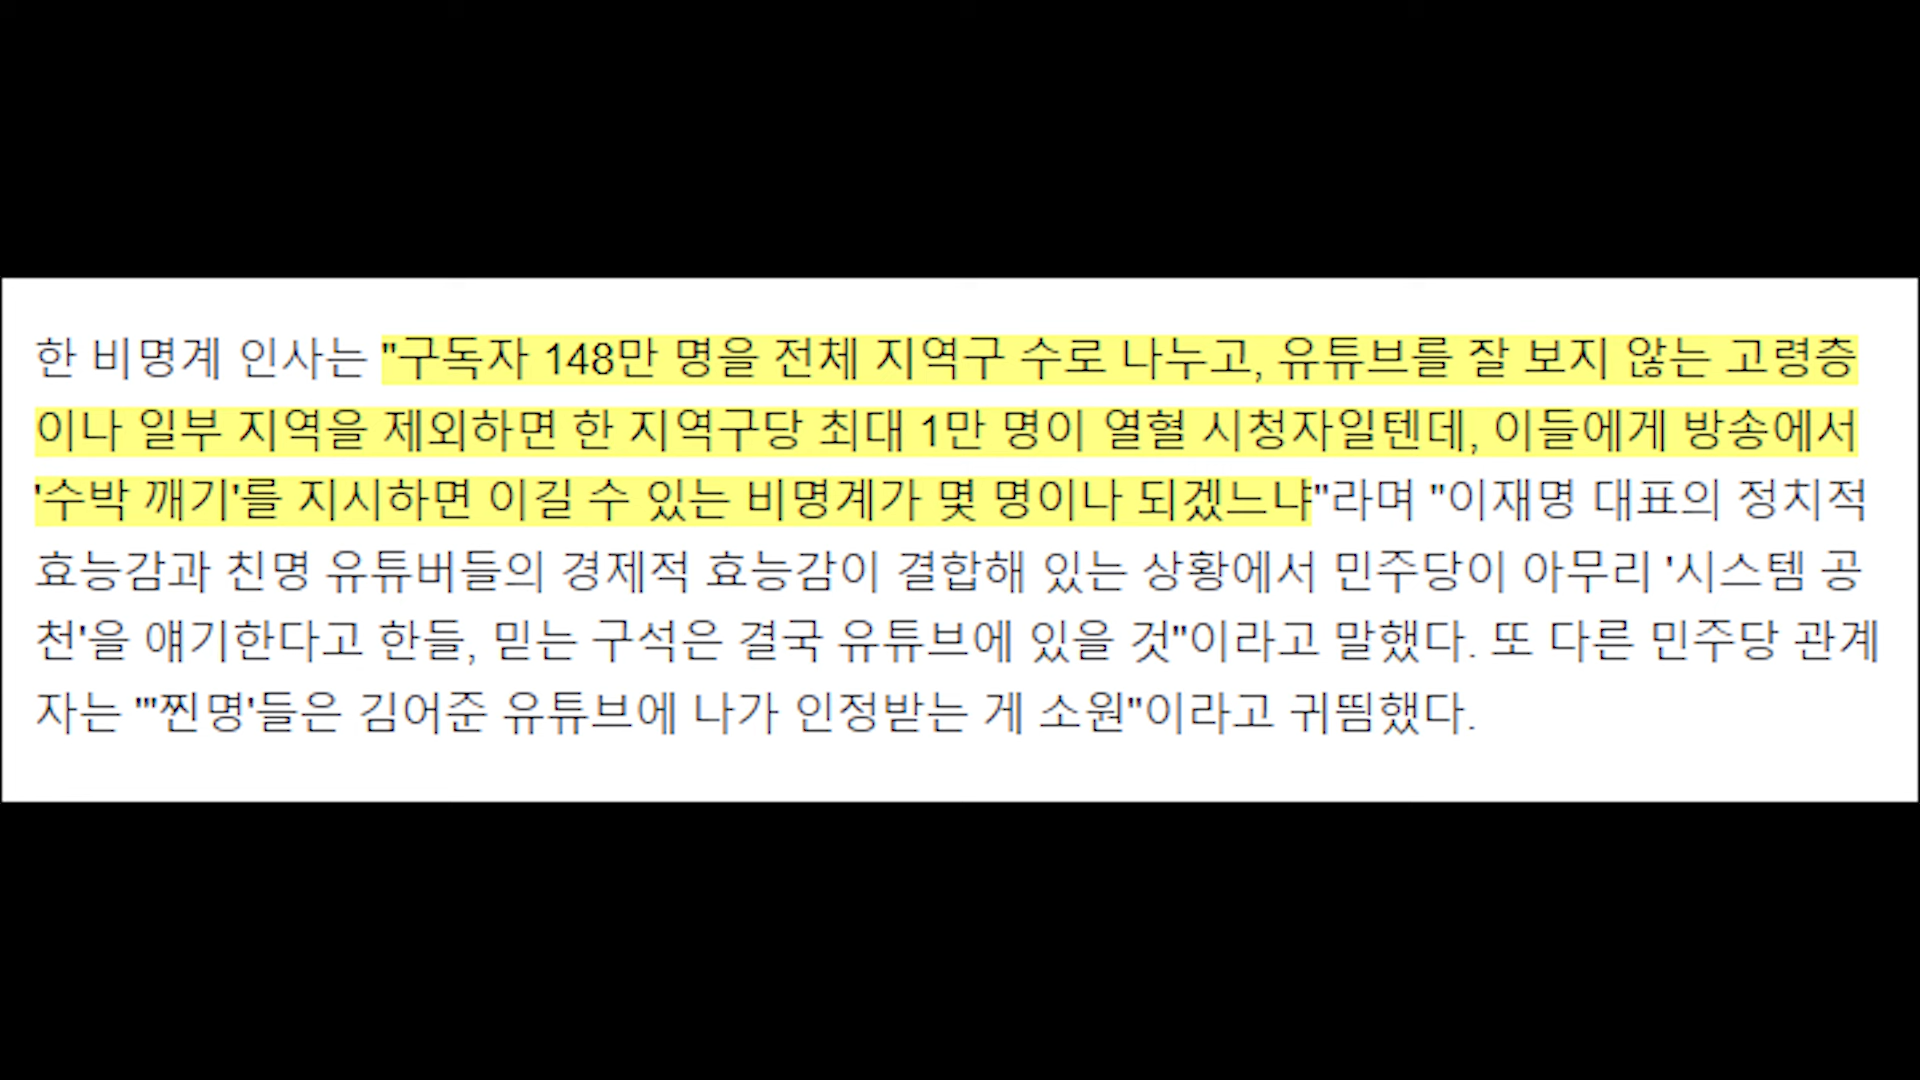 한 비명계 인사는 "구독자 148만 명을 전체 지역구 수로 나누고, 유튜브를 잘 보지 않는 고령층
이나 일부 지역을 제외하면 한 지역구당 최대 1만 명이 열혈 시청자일텐데, 이들에게 방송에서
'수박 깨기'를 지시하면 이길 수 있는 비명계가 몇 명이나 되겠느냐"라며 "이재명 대표의 정치적
효능감과 친명 유튜버들의 경제적 효능감이 결합해 있는 상황에서 민주당이 아무리 '시스템 공
천'을 얘기한다고 한들, 믿는 구석은 결국 유튜브에 있을 것"이라고 말했다. 또 다른 민주당 관계
자는 "'찐명'들은 김어준 유튜브에 나가 인정받는 게 소원"이라고 귀띔했다.